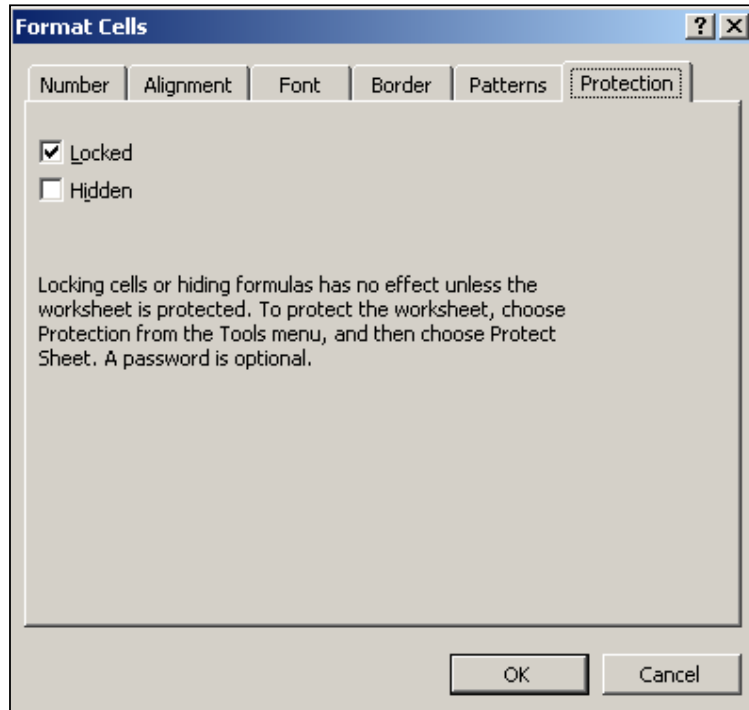 Format Cells
Number Alignment Font Border Patterns Protection
Locked
Hidden
Locking cells or hiding formulas has no effect unless the
worksheet is protected. To protect the worksheet, choose
Protection from the Tools menu, and then choose Protect
Sheet. A password is optional.
OK Cancel